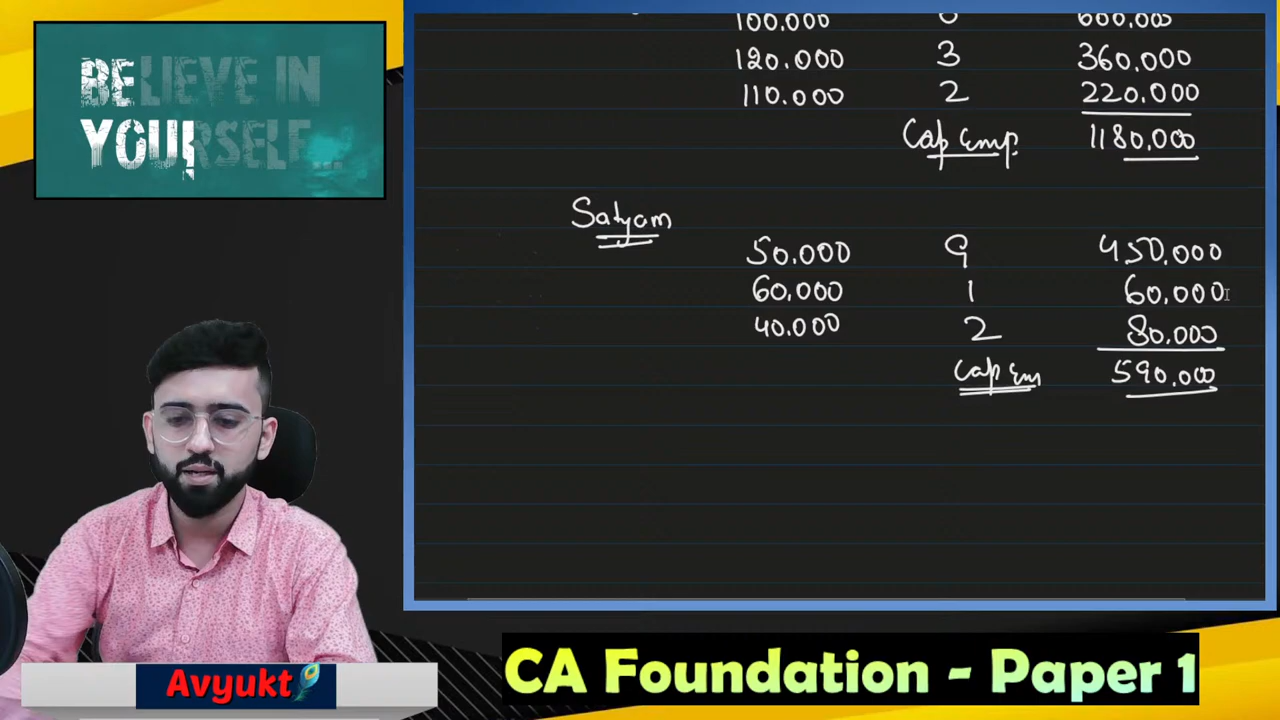 BELIEVE IN
YOURSELF...
100.000 6 600.000
120.000 3 360.000
110.000 2 220.000
Cap Emp. 1180.000
Satyam
50.000 9 450.000
60.000 1 60.000
40.000 2 80.000
Cap Em 590.000
Avyukt
CA Foundation - Paper 1